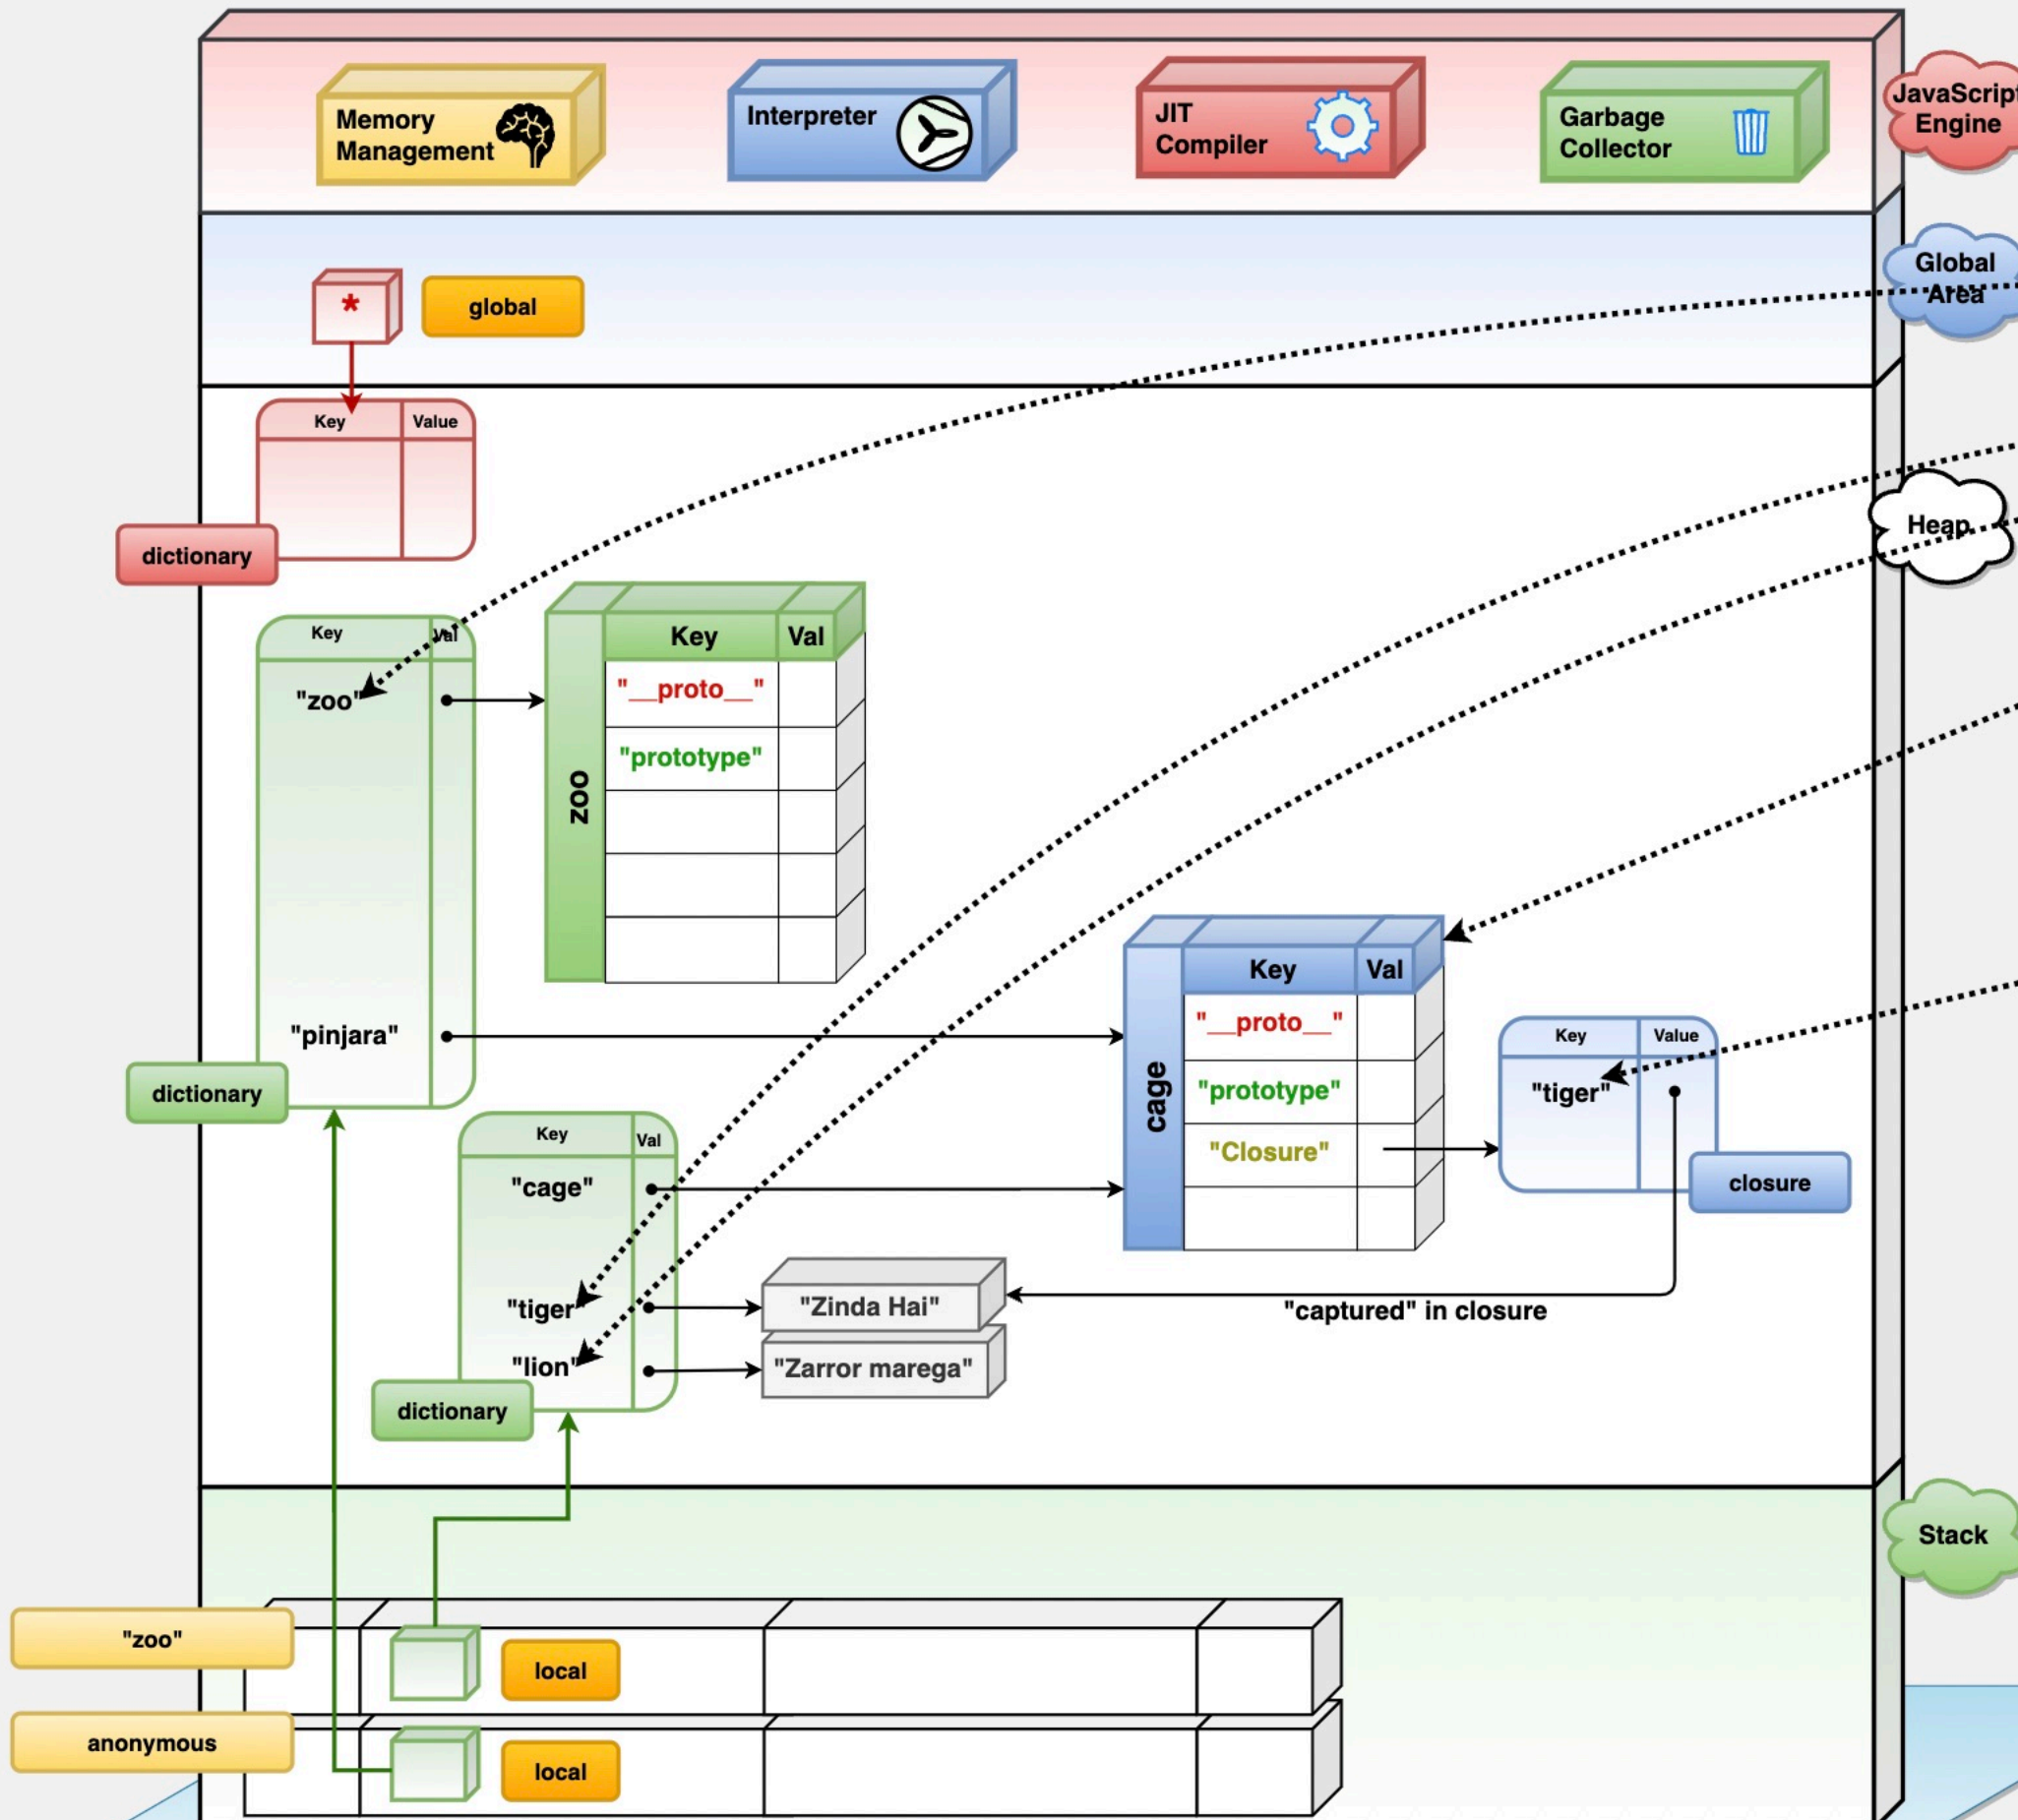 Memory
Management
Interpreter
JIT
Compiler
Garbage
Collector
JavaScript
Engine
Global
Area
*
global
Key
Value
dictionary
Heap
Key
Val
"zoo"
"pinjara"
dictionary
zoo
Key
Val
"__proto__"
"prototype"
cage
Key
Val
"__proto__"
"prototype"
"Closure"
Key
Value
"tiger"
closure
Key
Val
"cage"
"tiger"
"lion"
dictionary
"Zinda Hai"
"Zarror marega"
"captured" in closure
Stack
"zoo"
local
anonymous
local